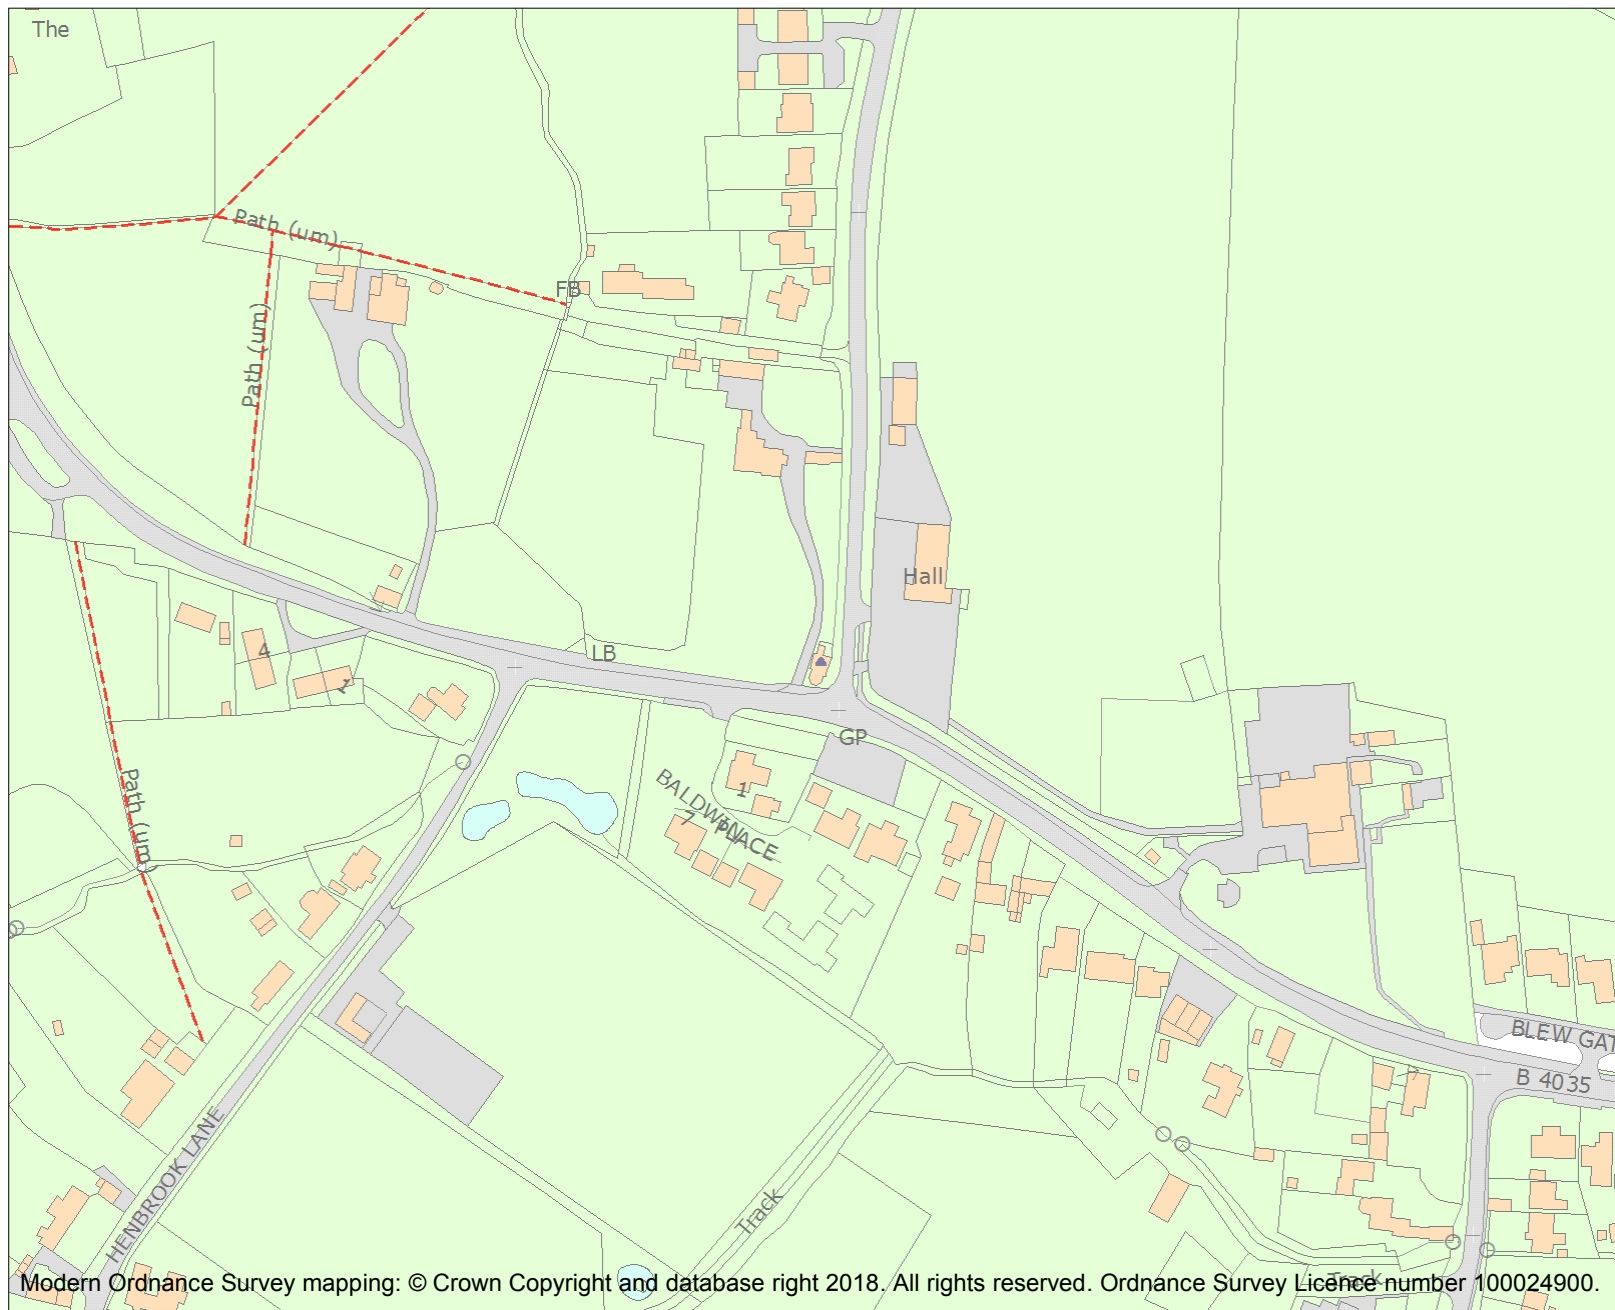 The
Path (um)
FB
Path (um)
Hall
LB
4
1
GP
BALDWIN
PLACE
1
7
Path (um)
BLEW GAT
B 4035
HENBROOK LANE
Track
Track
Modern Ordnance Survey mapping: © Crown Copyright and database right 2018. All rights reserved. Ordnance Survey Licence number 100024900.